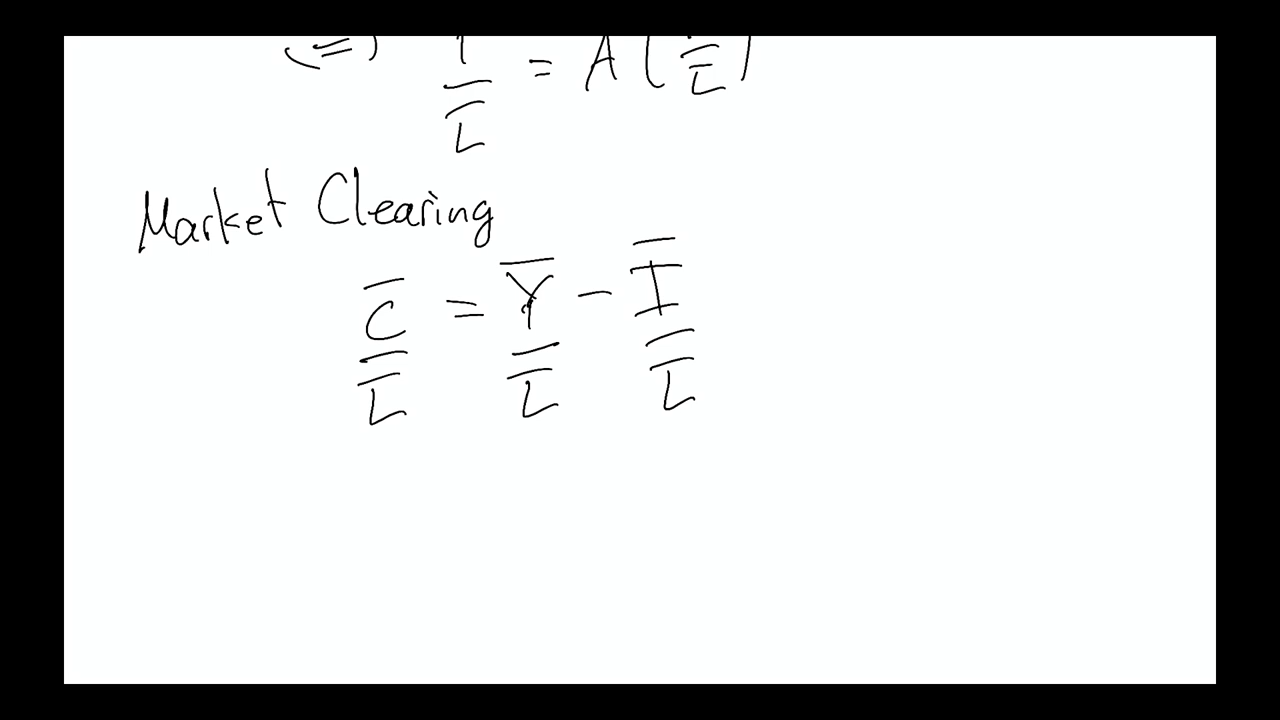 (=) Y̅/L̅ = A ( /L̅)
Market Clearing
C̅/L̅ = Y̅/L̅ - I̅/L̅